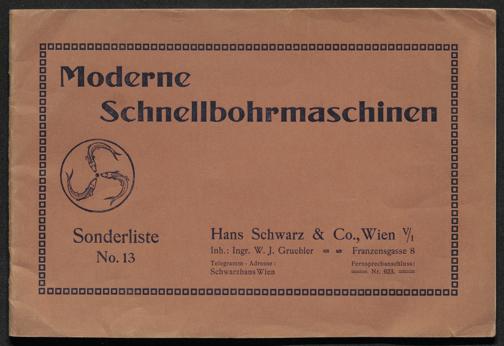 Moderne
Schnellbohrmaschinen
Sonderliste
No. 13
Hans Schwarz & Co., Wien V/1
Inh.: Ingr. W. J. Gruebler Franzensgasse 8
Telegramm-Adresse: Fernsprechanschluss:
SchwarzhansWien Nr. 623.